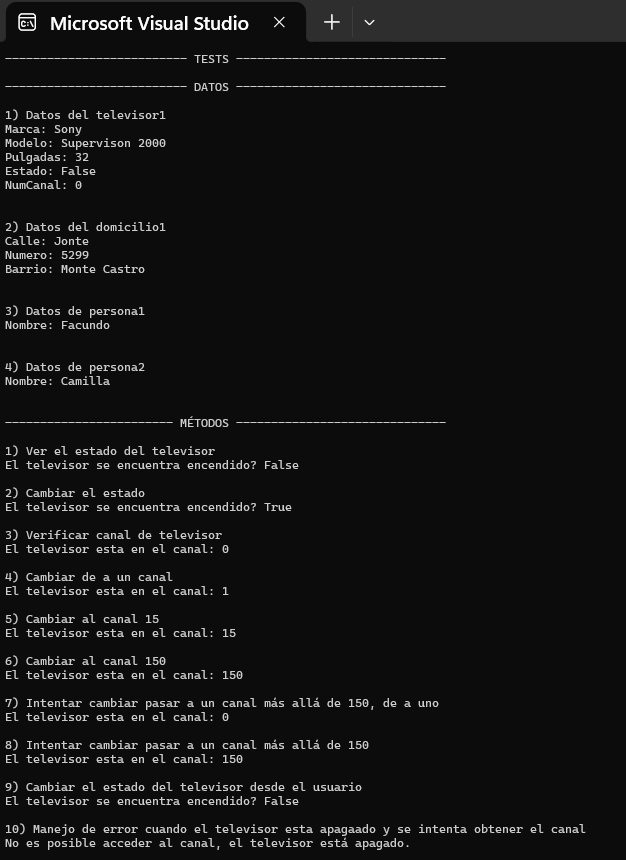 Microsoft Visual Studio
-------------------------- TESTS ------------------------------
-------------------------- DATOS ------------------------------
1) Datos del televisor1
Marca: Sony
Modelo: Supervison 2000
Pulgadas: 32
Estado: False
NumCanal: 0
2) Datos del domicilio1
Calle: Jonte
Numero: 5299
Barrio: Monte Castro
3) Datos de persona1
Nombre: Facundo
4) Datos de persona2
Nombre: Camilla
------------------------ MÉTODOS ------------------------------
1) Ver el estado del televisor
El televisor se encuentra encendido? False
2) Cambiar el estado
El televisor se encuentra encendido? True
3) Verificar canal de televisor
El televisor esta en el canal: 0
4) Cambiar de a un canal
El televisor esta en el canal: 1
5) Cambiar al canal 15
El televisor esta en el canal: 15
6) Cambiar al canal 150
El televisor esta en el canal: 150
7) Intentar cambiar pasar a un canal más allá de 150, de a uno
El televisor esta en el canal: 0
8) Intentar cambiar pasar a un canal más allá de 150
El televisor esta en el canal: 150
9) Cambiar el estado del televisor desde el usuario
El televisor se encuentra encendido? False
10) Manejo de error cuando el televisor esta apagaado y se intenta obtener el canal
No es posible acceder al canal, el televisor está apagado.